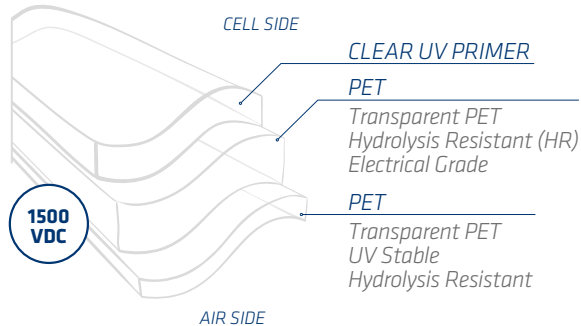 CELL SIDE
CLEAR UV PRIMER
PET
Transparent PET
Hydrolysis Resistant (HR)
Electrical Grade
PET
Transparent PET
UV Stable
Hydrolysis Resistant
1500
VDC
AIR SIDE